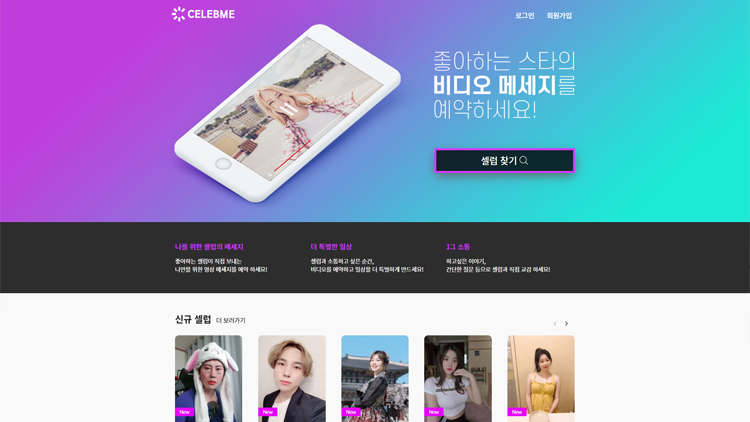 CELEBME
로그인 회원가입
좋아하는 스타의
비디오 메세지를
예약하세요!
셀럽 찾기
나를 위한 셀럽의 메세지
좋아하는 셀럽이 직접 보내는
나만을 위한 영상 메세지를 예약 하세요!
더 특별한 일상
셀럽과 소통하고 싶은 순간,
비디오를 예약하고 일상을 더 특별하게 만드세요!
1:1 소통
하고싶은 이야기,
간단한 질문 등으로 셀럽과 직접 교감 하세요!
신규 셀럽 더 보러가기
New
New
New
New
New